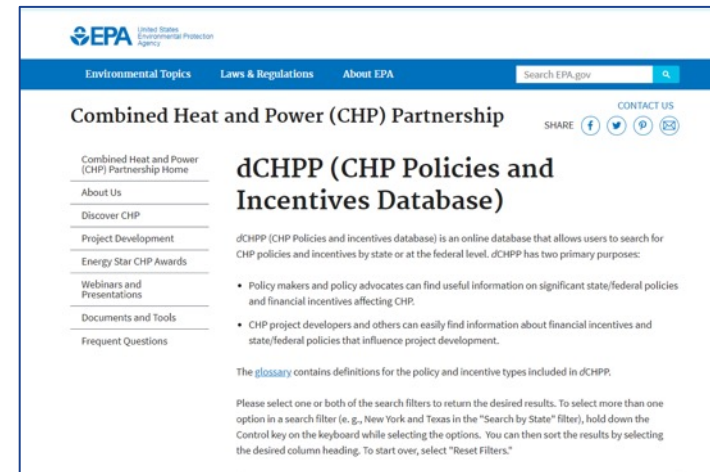 EPA United States
Environmental Protection
Agency
Environmental Topics Laws & Regulations About EPA Search EPA.gov
CONTACT US
Combined Heat and Power (CHP) Partnership
SHARE
Combined Heat and Power
(CHP) Partnership Home
About Us
Discover CHP
Project Development
Energy Star CHP Awards
Webinars and
Presentations
Documents and Tools
Frequent Questions
dCHPP (CHP Policies and
Incentives Database)
dCHPP (CHP Policies and incentives database) is an online database that allows users to search for
CHP policies and incentives by state or at the federal level. dCHPP has two primary purposes:
• Policy makers and policy advocates can find useful information on significant state/federal policies
and financial incentives affecting CHP.
• CHP project developers and others can easily find information about financial incentives and
state/federal policies that influence project development.
The glossary contains definitions for the policy and incentive types included in dCHPP.
Please select one or both of the search filters to return the desired results. To select more than one
option in a search filter (e. g., New York and Texas in the "Search by State" filter), hold down the
Control key on the keyboard while selecting the options. You can then sort the results by selecting
the desired column heading. To start over, select "Reset Filters."